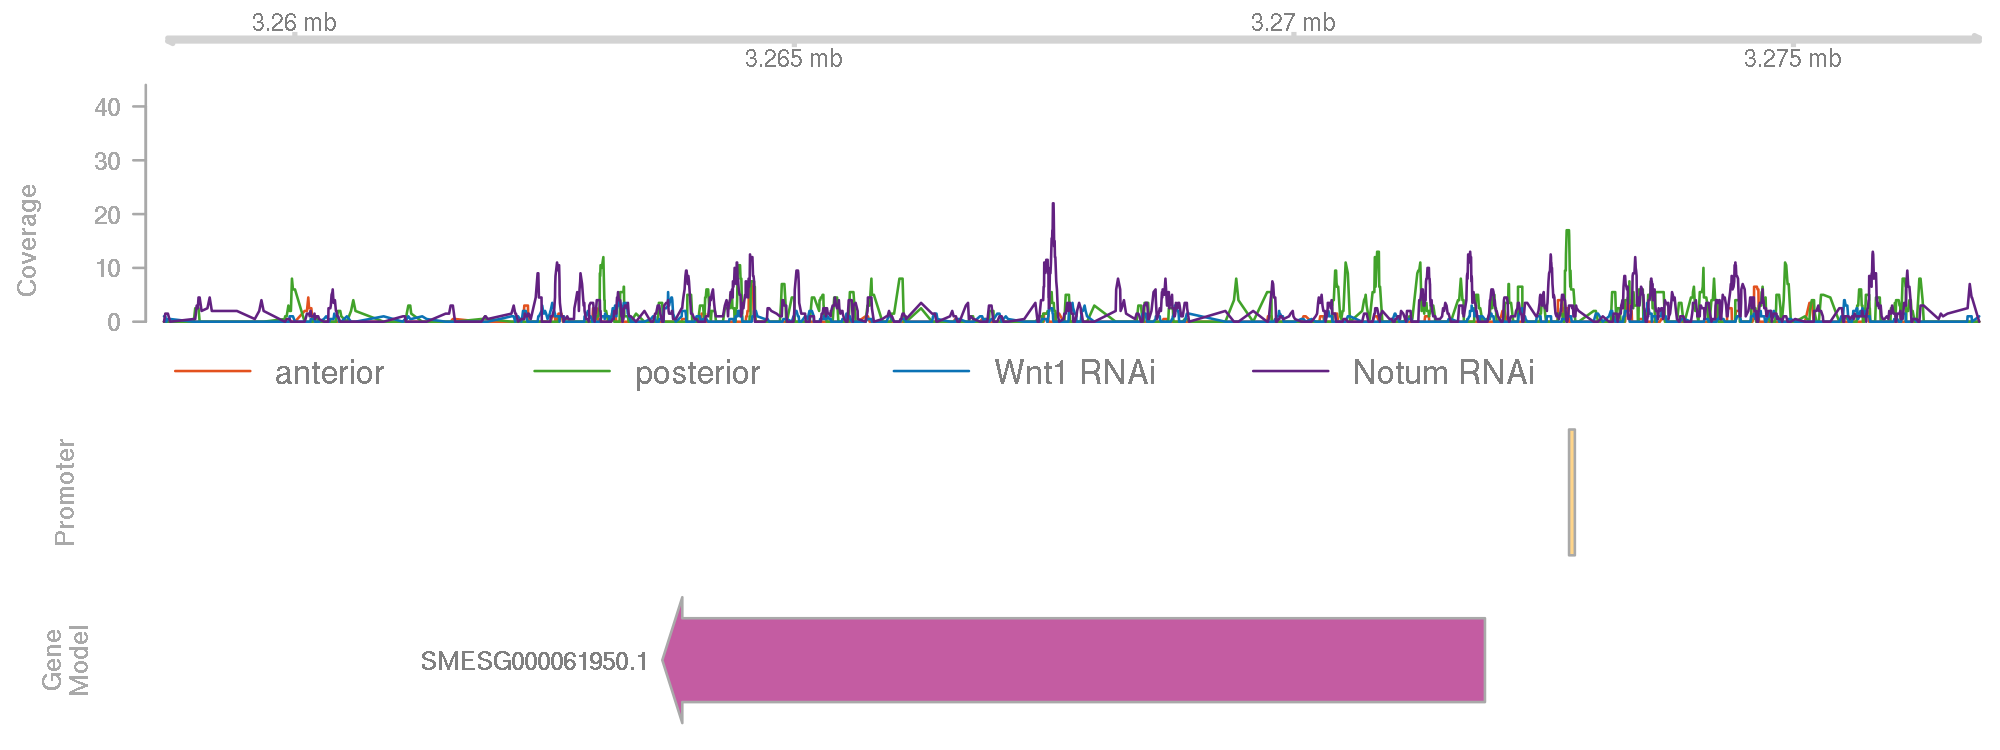 3.26 mb
3.27 mb
3.265 mb
3.275 mb
Coverage
40
30
20
10
0
anterior
posterior
Wnt1 RNAi
Notum RNAi
Promoter
Gene
Model
SMESG000061950.1